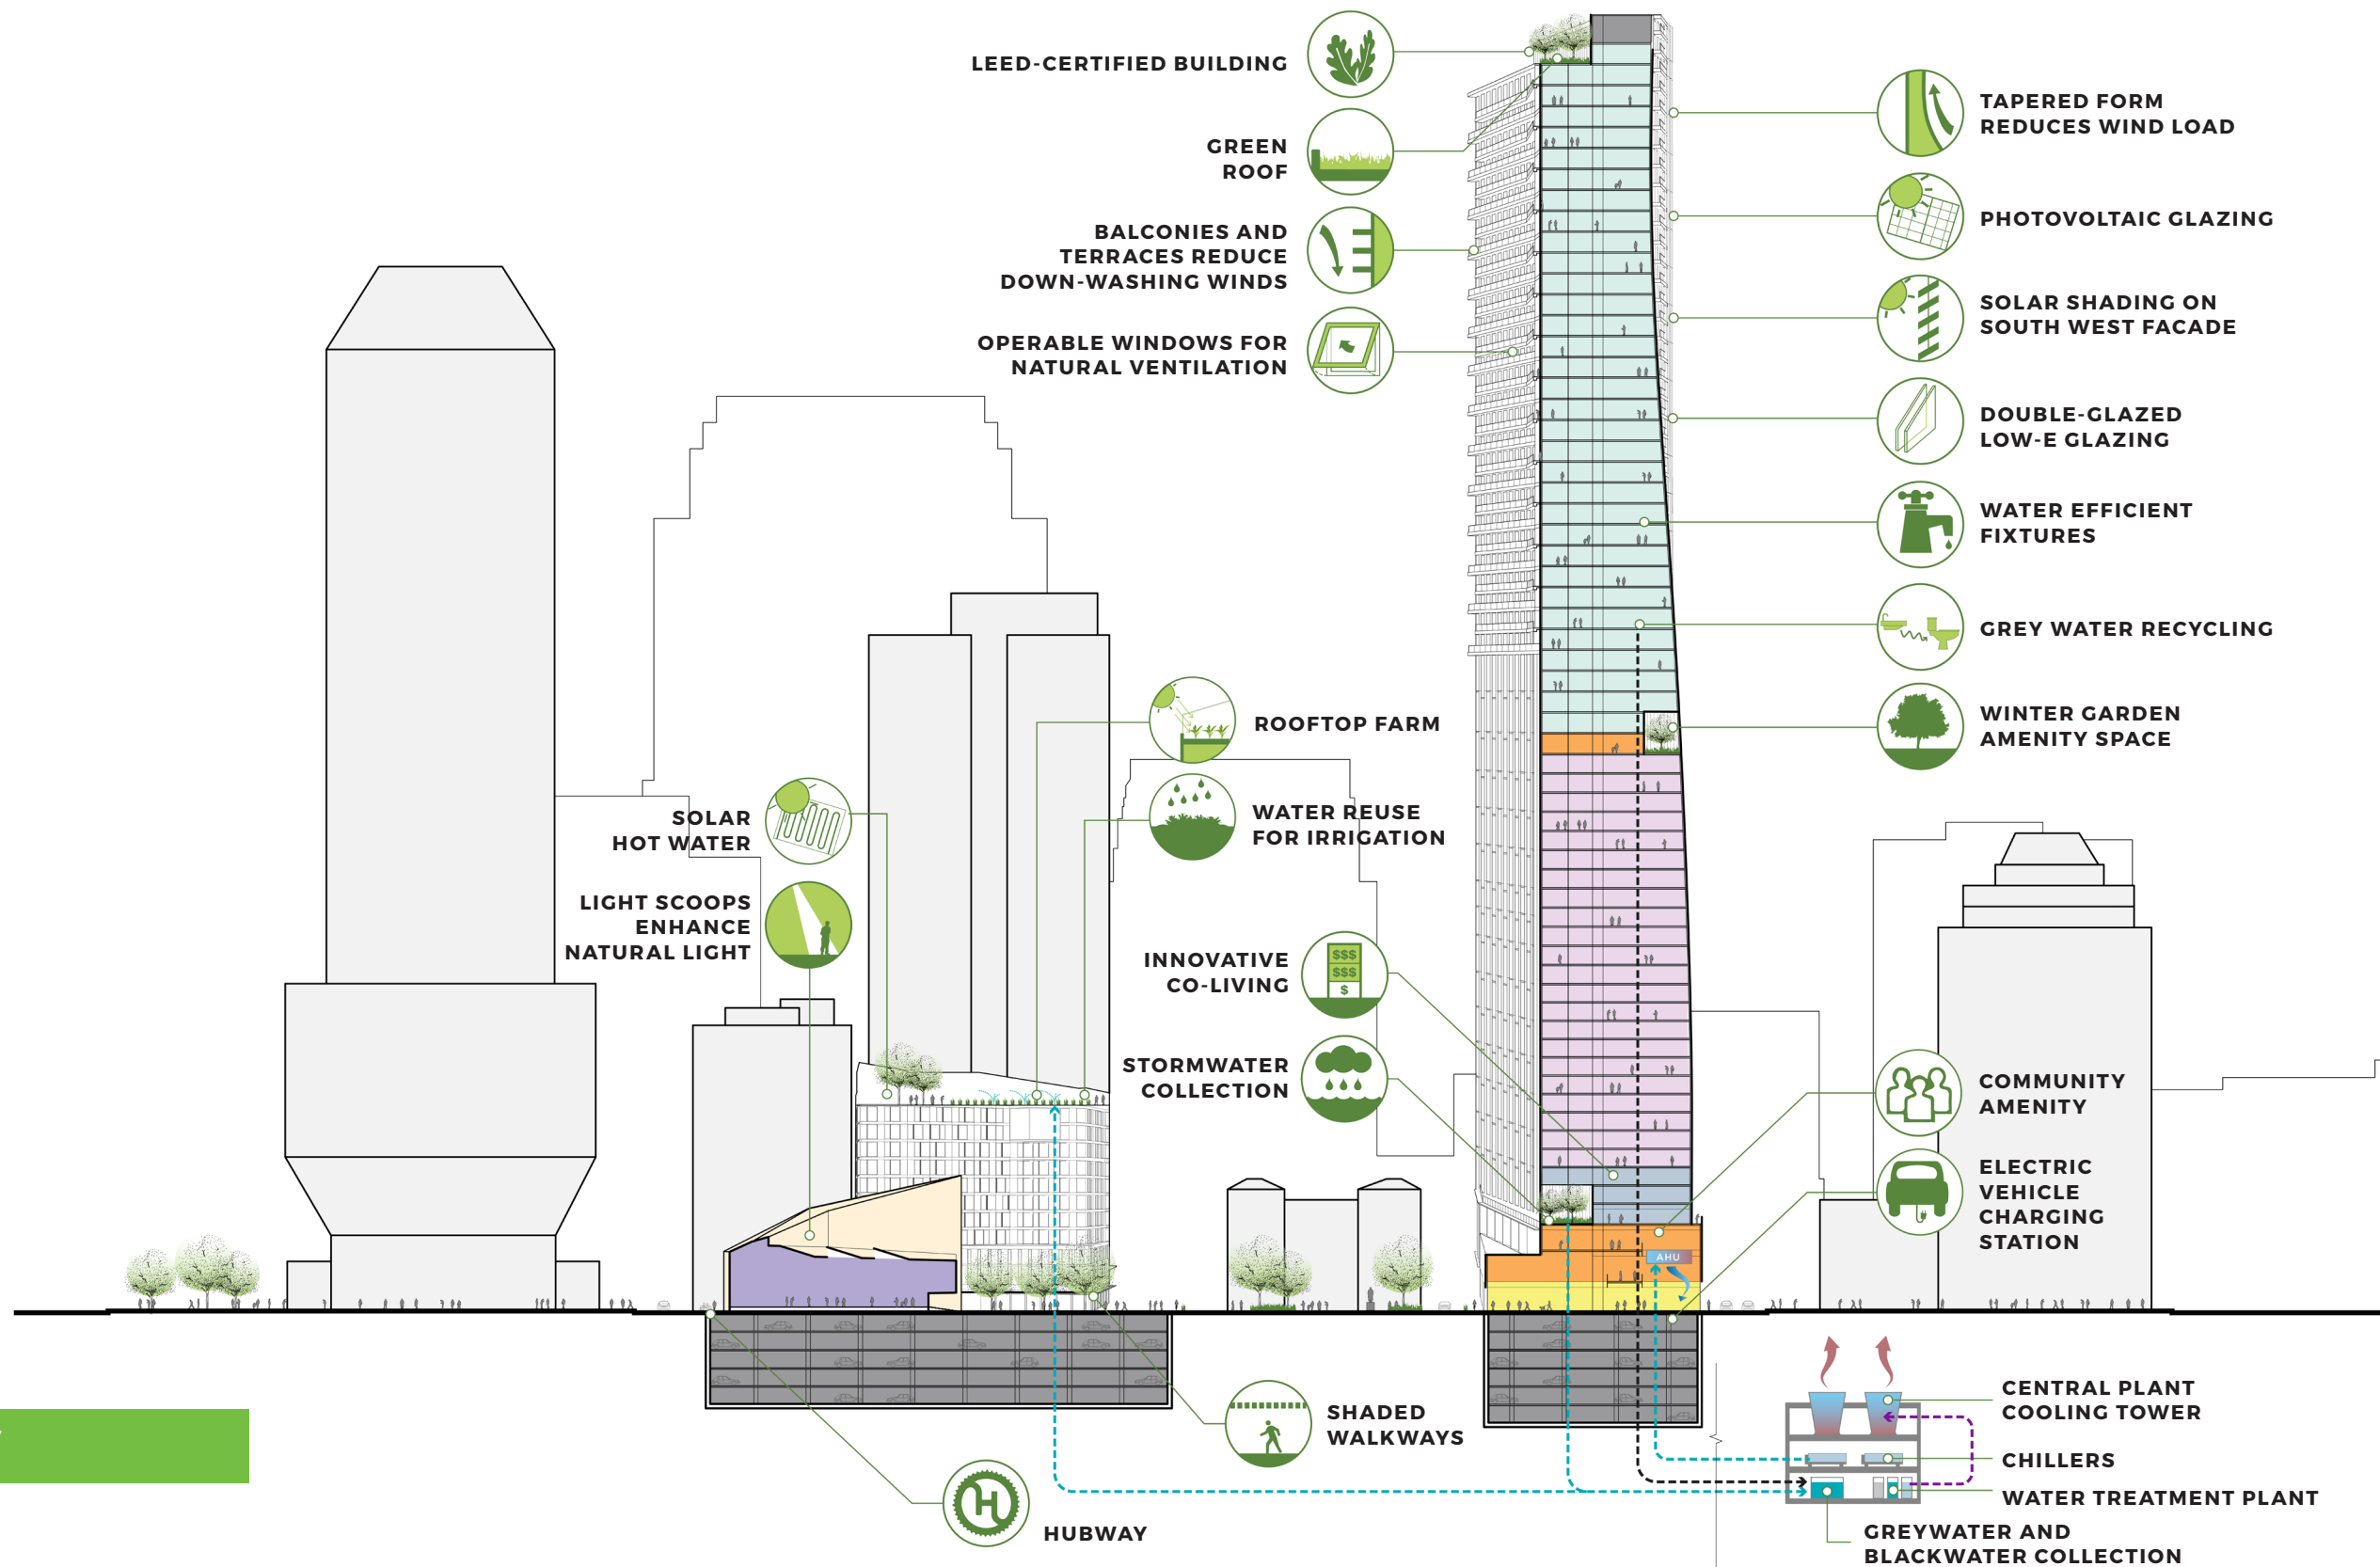 LEED-CERTIFIED BUILDING
GREEN
ROOF
BALCONIES AND
TERRACES REDUCE
DOWN-WASHING WINDS
OPERABLE WINDOWS FOR
NATURAL VENTILATION
TAPERED FORM
REDUCES WIND LOAD
PHOTOVOLTAIC GLAZING
SOLAR SHADING ON
SOUTH WEST FACADE
DOUBLE-GLAZED
LOW-E GLAZING
WATER EFFICIENT
FIXTURES
GREY WATER RECYCLING
WINTER GARDEN
AMENITY SPACE
ROOFTOP FARM
WATER REUSE
FOR IRRIGATION
SOLAR
HOT WATER
LIGHT SCOOPS
ENHANCE
NATURAL LIGHT
INNOVATIVE
CO-LIVING
$$$
$$$
$
STORMWATER
COLLECTION
COMMUNITY
AMENITY
ELECTRIC
VEHICLE
CHARGING
STATION
AHU
SHADED
WALKWAYS
H
HUBWAY
CENTRAL PLANT
COOLING TOWER
CHILLERS
WATER TREATMENT PLANT
GREYWATER AND
BLACKWATER COLLECTION